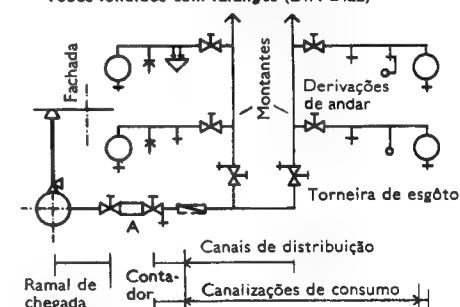 Fachada
Montantes
Derivações
de andar
Torneira de esgôto
A
Canais de distribuição
Ramal de
chegada
Conta-
dor
Canalizações de consumo